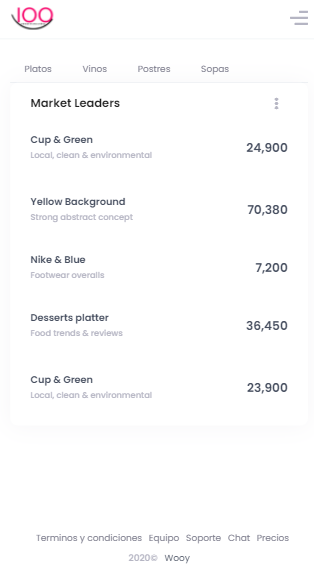 Platos Vinos Postres Sopas
Market Leaders
Cup & Green
Local, clean & environmental
24,900
Yellow Background
Strong abstract concept
70,380
Nike & Blue
Footwear overalls
7,200
Desserts platter
Food trends & reviews
36,450
Cup & Green
Local, clean & environmental
23,900
Terminos y condiciones Equipo Soporte Chat Precios
2020© Wooy